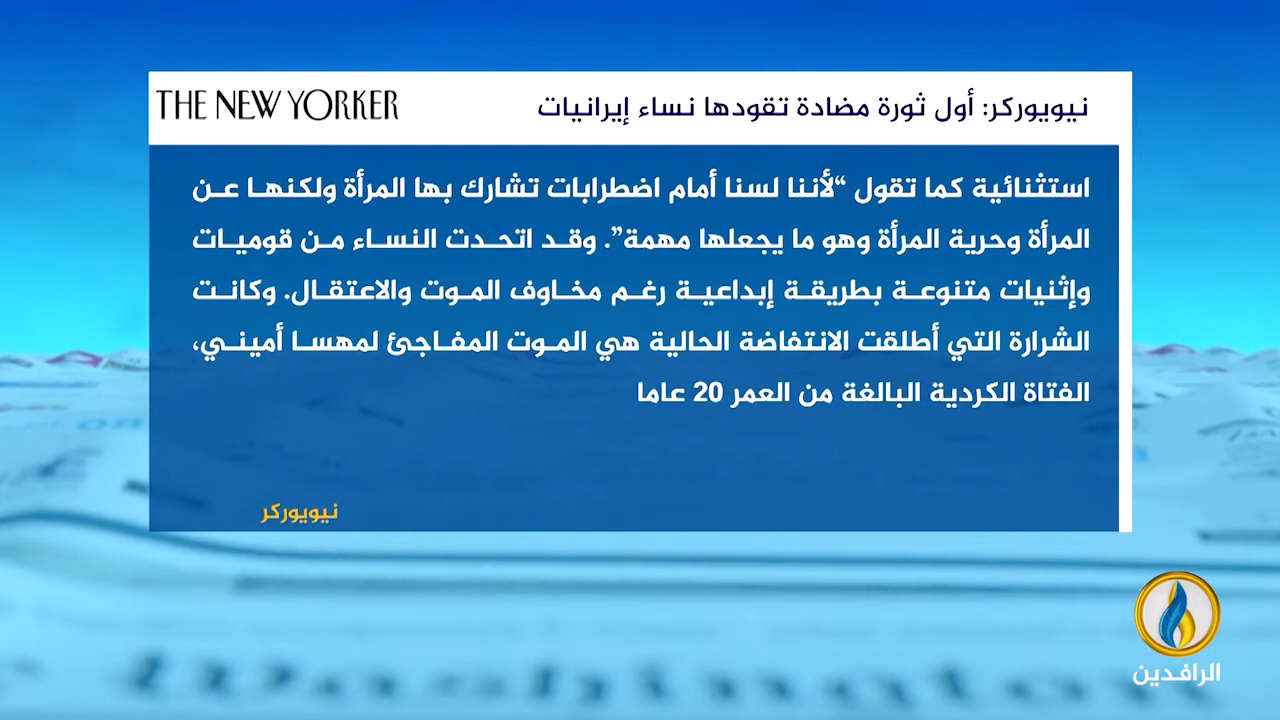 THE NEW YORKER
نيويوركر: أول ثورة مضادة تقودها نساء إيرانيات
استثنائية كما تقول “لأننا لسنا أمام اضطرابات تشارك بها المرأة ولكنها عن
المرأة وحرية المرأة وهو ما يجعلها مهمة”. وقد اتحدت النساء من قوميات
وإثنيات متنوعة بطريقة إبداعية رغم مخاوف الموت والاعتقال. وكانت
الشرارة التي أطلقت الانتفاضة الحالية هي الموت المفاجئ لمهسا أميني،
الفتاة الكردية البالغة من العمر 20 عاما
نيويوركر
الرافدين